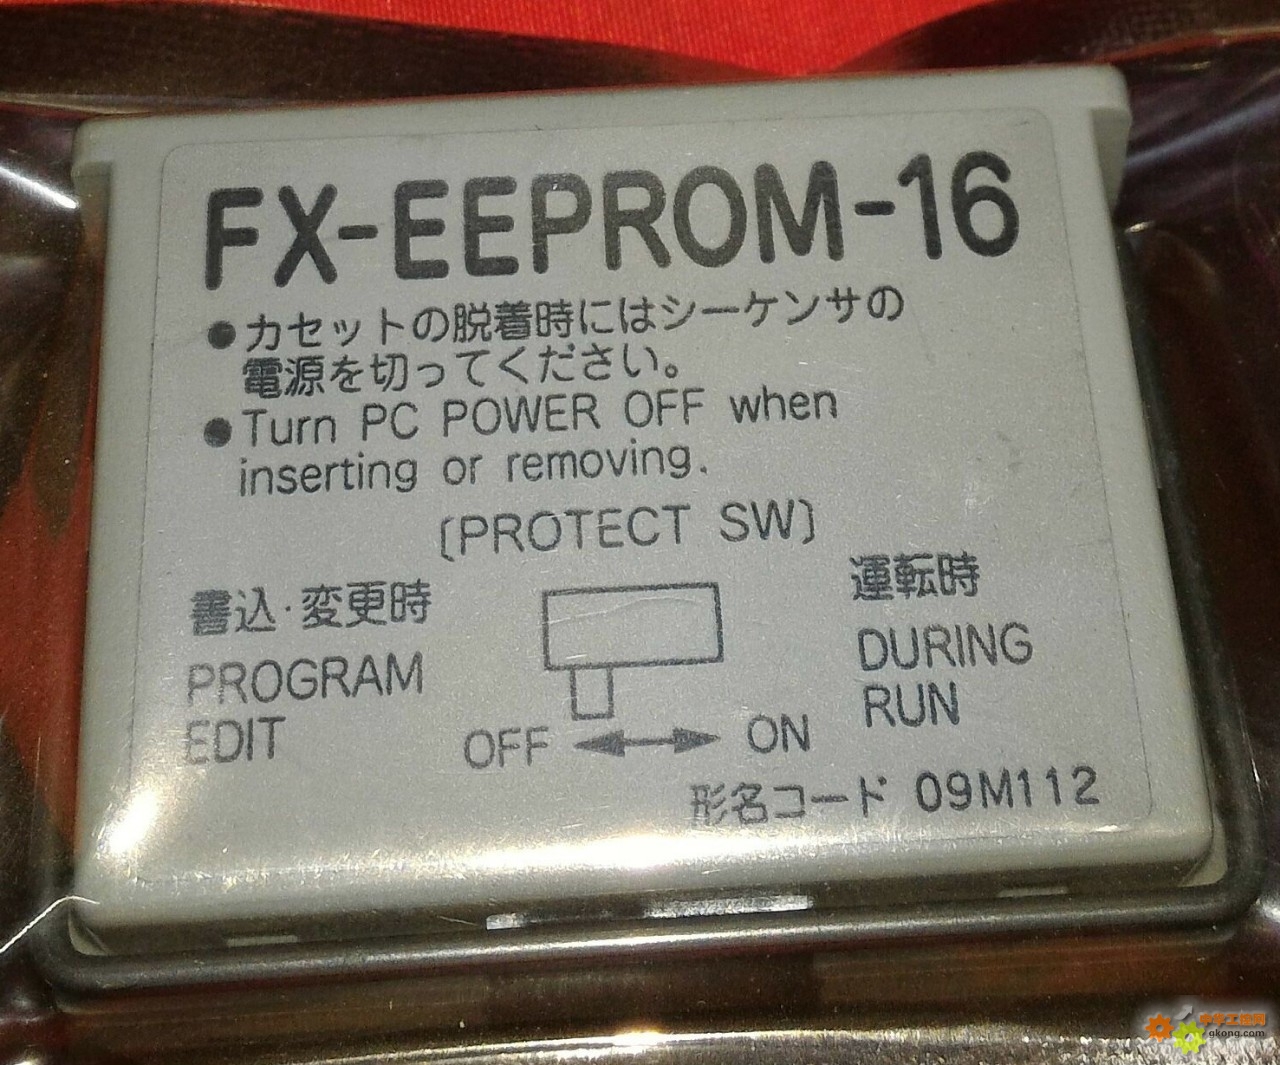 FX-EEPROM-16
●カセットの脱着時にはシーケンサの
電源を切ってください。
●Turn PC POWER OFF when
inserting or removing.
〔PROTECT SW〕
書込・変更時
PROGRAM
EDIT
OFF ↔ ON
運転時
DURING
RUN
形名コード 09M112
gkong.com